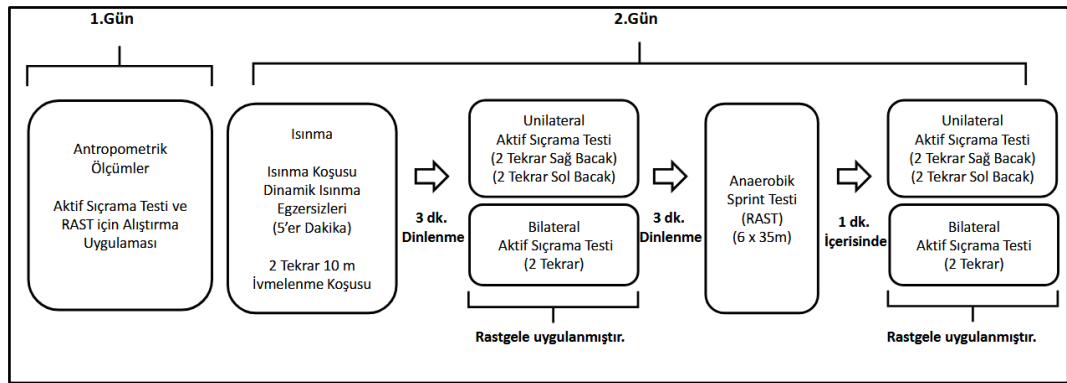 1.Gün
2.Gün
Antropometrik
Ölçümler
Aktif Sıçrama Testi ve
RAST için Alıştırma
Uygulaması
Isınma
Isınma Koşusu
Dinamik Isınma
Egzersizleri
(5’er Dakika)
2 Tekrar 10 m
İvmelenme Koşusu
3 dk.
Dinlenme
Unilateral
Aktif Sıçrama Testi
(2 Tekrar Sağ Bacak)
(2 Tekrar Sol Bacak)
Bilateral
Aktif Sıçrama Testi
(2 Tekrar)
Rastgele uygulanmıştır.
3 dk.
Dinlenme
Anaerobik
Sprint Testi
(RAST)
(6 x 35m)
1 dk.
İçerisinde
Unilateral
Aktif Sıçrama Testi
(2 Tekrar Sağ Bacak)
(2 Tekrar Sol Bacak)
Bilateral
Aktif Sıçrama Testi
(2 Tekrar)
Rastgele uygulanmıştır.